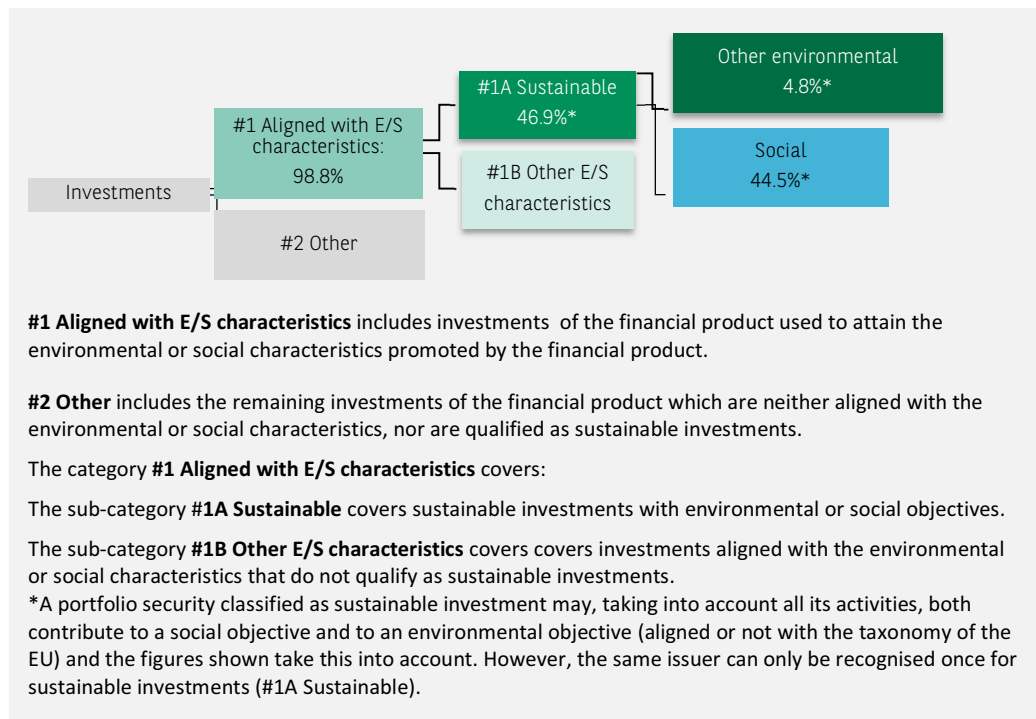 Other environmental
4.8%*
#1A Sustainable
46.9%*
#1 Aligned with E/S
characteristics:
98.8%
Social
44.5%*
#1B Other E/S
characteristics
Investments
#2 Other
#1 Aligned with E/S characteristics includes investments of the financial product used to attain the
environmental or social characteristics promoted by the financial product.
#2 Other includes the remaining investments of the financial product which are neither aligned with the
environmental or social characteristics, nor are qualified as sustainable investments.
The category #1 Aligned with E/S characteristics covers:
The sub-category #1A Sustainable covers sustainable investments with environmental or social objectives.
The sub-category #1B Other E/S characteristics covers covers investments aligned with the environmental
or social characteristics that do not qualify as sustainable investments.
*A portfolio security classified as sustainable investment may, taking into account all its activities, both
contribute to a social objective and to an environmental objective (aligned or not with the taxonomy of the
EU) and the figures shown take this into account. However, the same issuer can only be recognised once for
sustainable investments (#1A Sustainable).